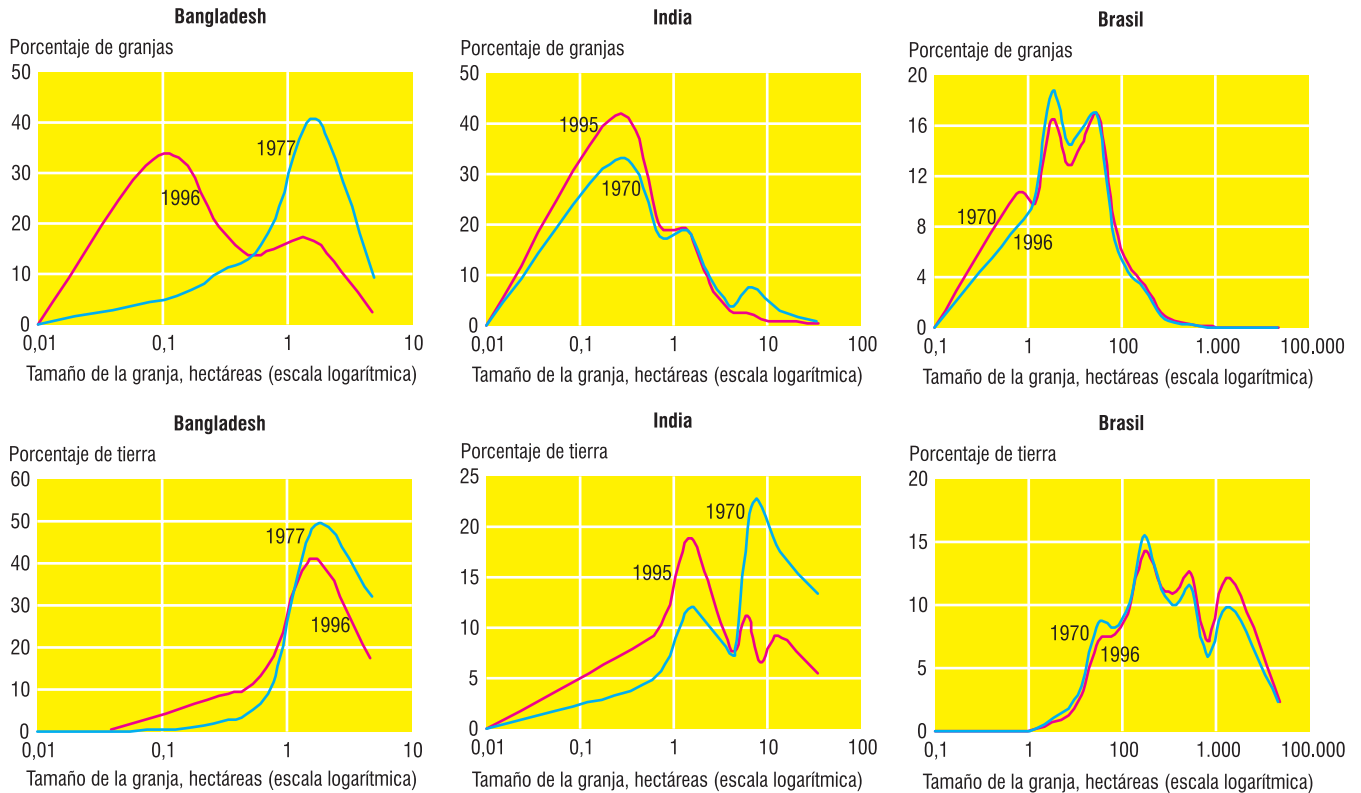 Bangladesh
Porcentaje de granjas
50
40
30
20
10
0
1977
1996
0,01 0,1 1 10
Tamaño de la granja, hectáreas (escala logarítmica)
India
Porcentaje de granjas
50
40
30
20
10
0
1995
1970
0,01 0,1 1 10 100
Tamaño de la granja, hectáreas (escala logarítmica)
Brasil
Porcentaje de granjas
20
16
12
8
4
0
1970
1996
0,1 1 100 1.000 100.000
Tamaño de la granja, hectáreas (escala logarítmica)
Bangladesh
Porcentaje de tierra
60
50
40
30
20
10
0
1977
1996
0,01 0,1 1 10
Tamaño de la granja, hectáreas (escala logarítmica)
India
Porcentaje de tierra
25
20
15
10
5
0
1970
1995
0,01 0,1 1 10 100
Tamaño de la granja, hectáreas (escala logarítmica)
Brasil
Porcentaje de tierra
20
15
10
5
0
1970
1996
0,1 1 100 1.000 100.000
Tamaño de la granja, hectáreas (escala logarítmica)